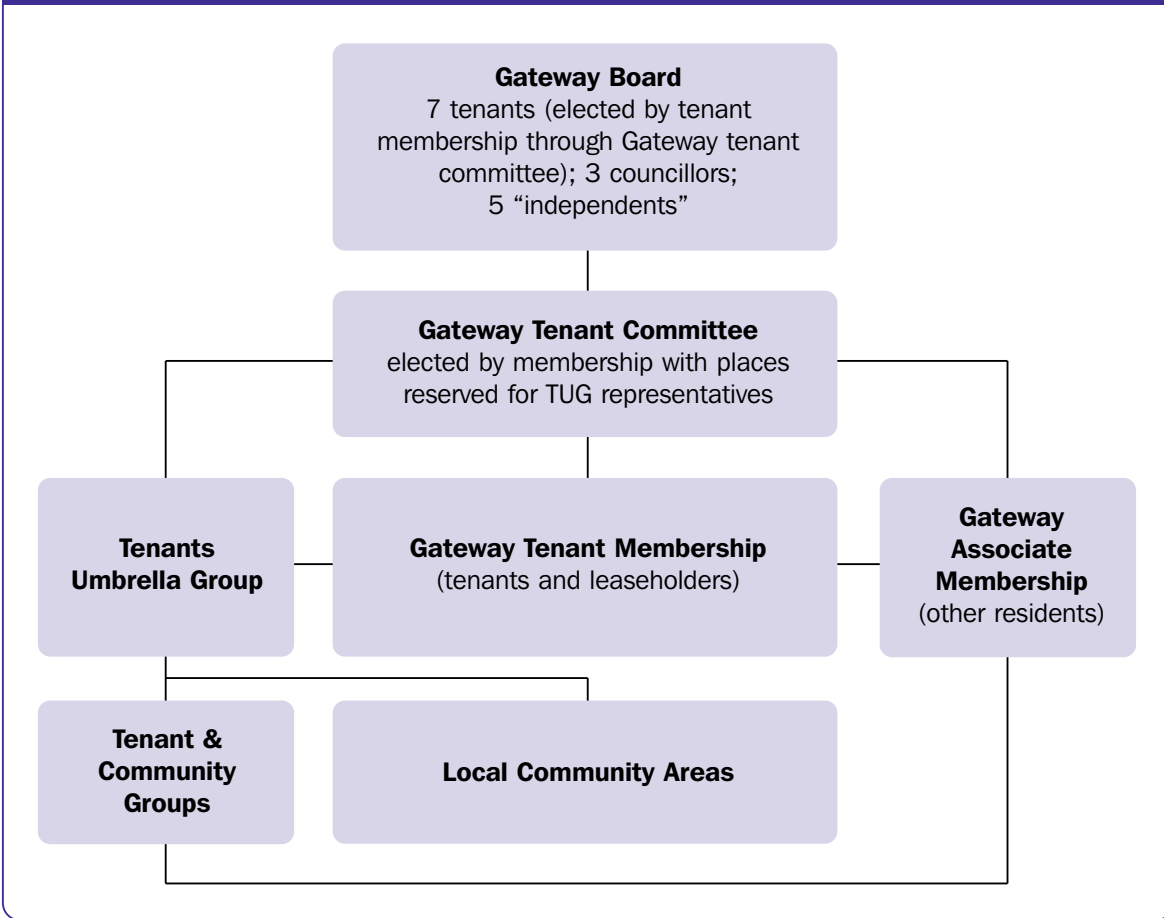 Gateway Board
7 tenants (elected by tenant
membership through Gateway tenant
committee); 3 councillors;
5 “independents”
Gateway Tenant Committee
elected by membership with places
reserved for TUG representatives
Tenants
Umbrella Group
Gateway Tenant Membership
(tenants and leaseholders)
Gateway
Associate
Membership
(other residents)
Tenant &
Community
Groups
Local Community Areas